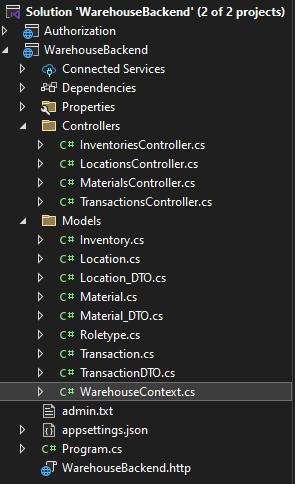 Solution 'WarehouseBackend' (2 of 2 projects)
Authorization
WarehouseBackend
Connected Services
Dependencies
Properties
Controllers
C# InventoriesController.cs
C# LocationsController.cs
C# MaterialsController.cs
C# TransactionsController.cs
Models
C# Inventory.cs
C# Location.cs
C# Location_DTO.cs
C# Material.cs
C# Material_DTO.cs
C# Roletype.cs
C# Transaction.cs
C# TransactionDTO.cs
C# WarehouseContext.cs
admin.txt
appsettings.json
C# Program.cs
WarehouseBackend.http